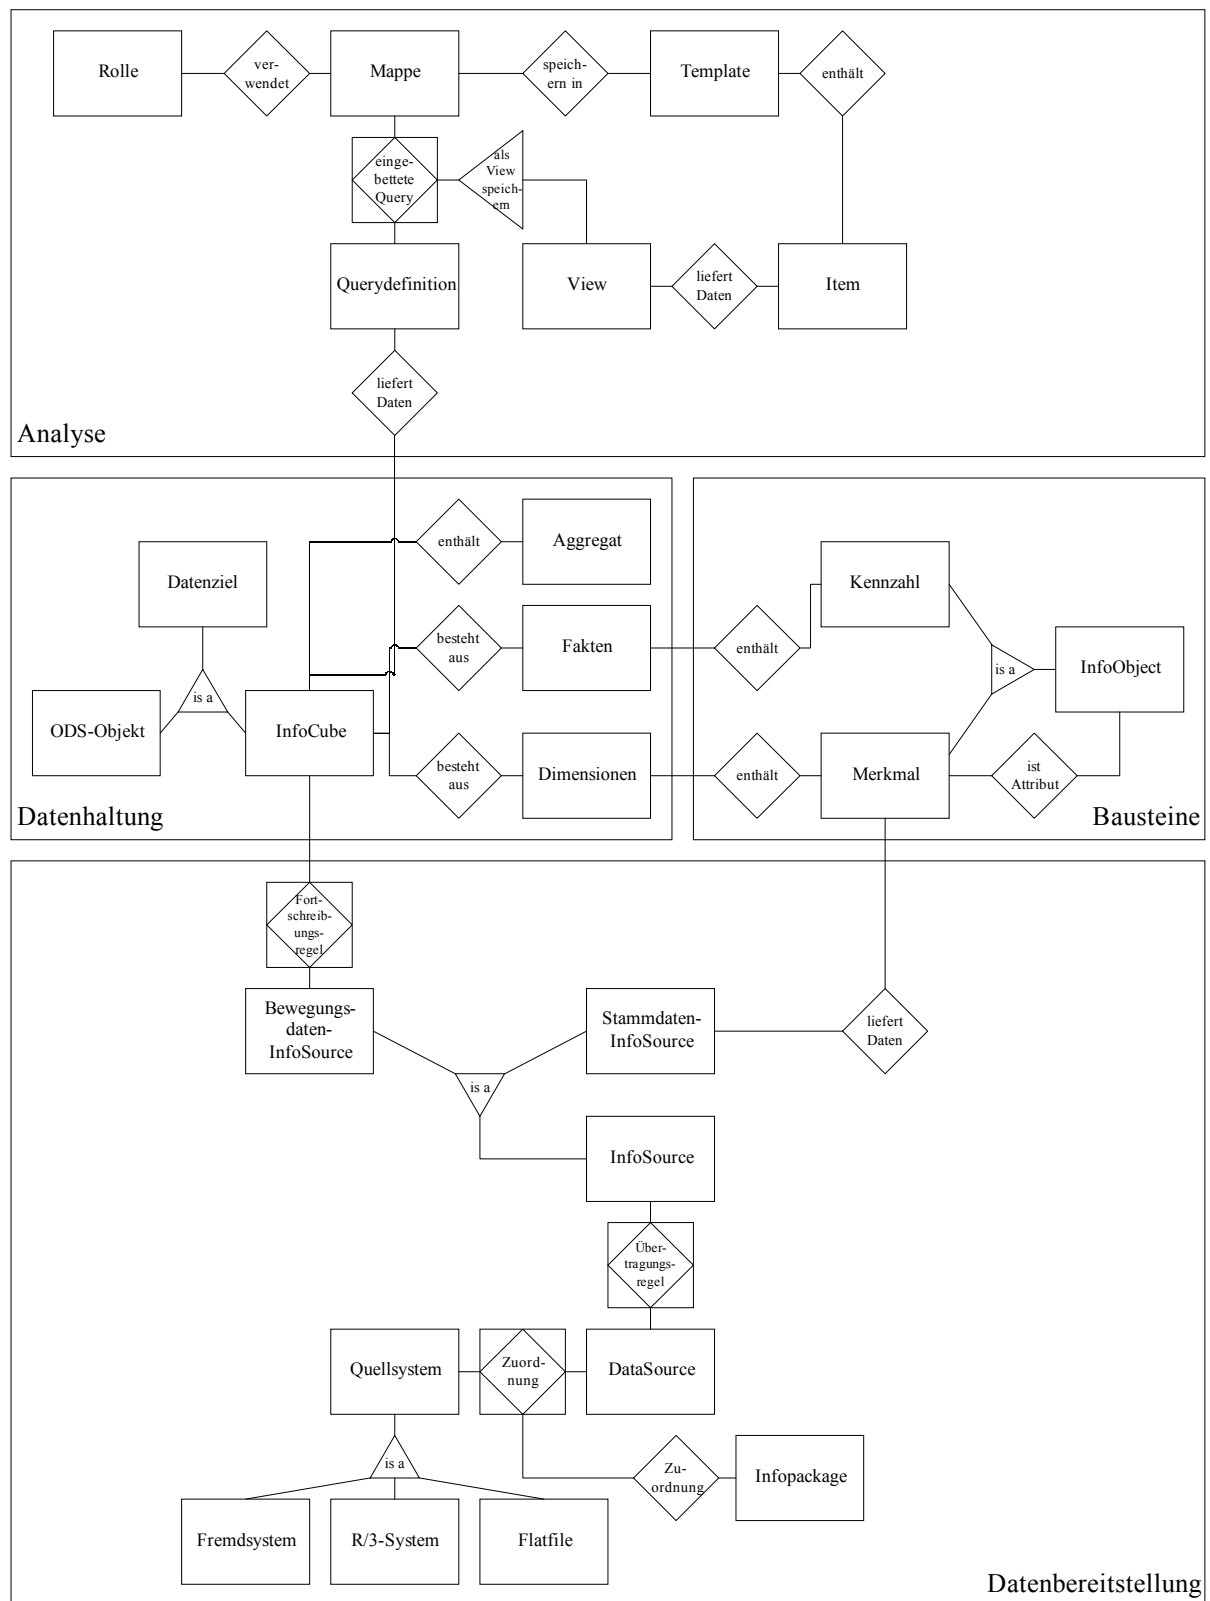 Rolle
ver-
wendet
Mappe
speich-
ern in
Template
enthält
einge-
bettete
Query
als
View
speich-
ern
Querydefinition
View
liefert
Daten
Item
liefert
Daten
Analyse
enthält
Aggregat
Datenziel
besteht
aus
Fakten
is a
ODS-Objekt
InfoCube
besteht
aus
Dimensionen
Datenhaltung
Kennzahl
enthält
is a
InfoObject
enthält
Merkmal
ist
Attribut
Bausteine
Fort-
schreib-
ungs-
regel
Bewegungs-
daten-
InfoSource
Stammdaten-
InfoSource
liefert
Daten
is a
InfoSource
Über-
tragungs-
regel
Quellsystem
Zuord-
nung
DataSource
is a
Zu-
ordnung
Infopackage
Fremdsystem
R/3-System
Flatfile
Datenbereitstellung